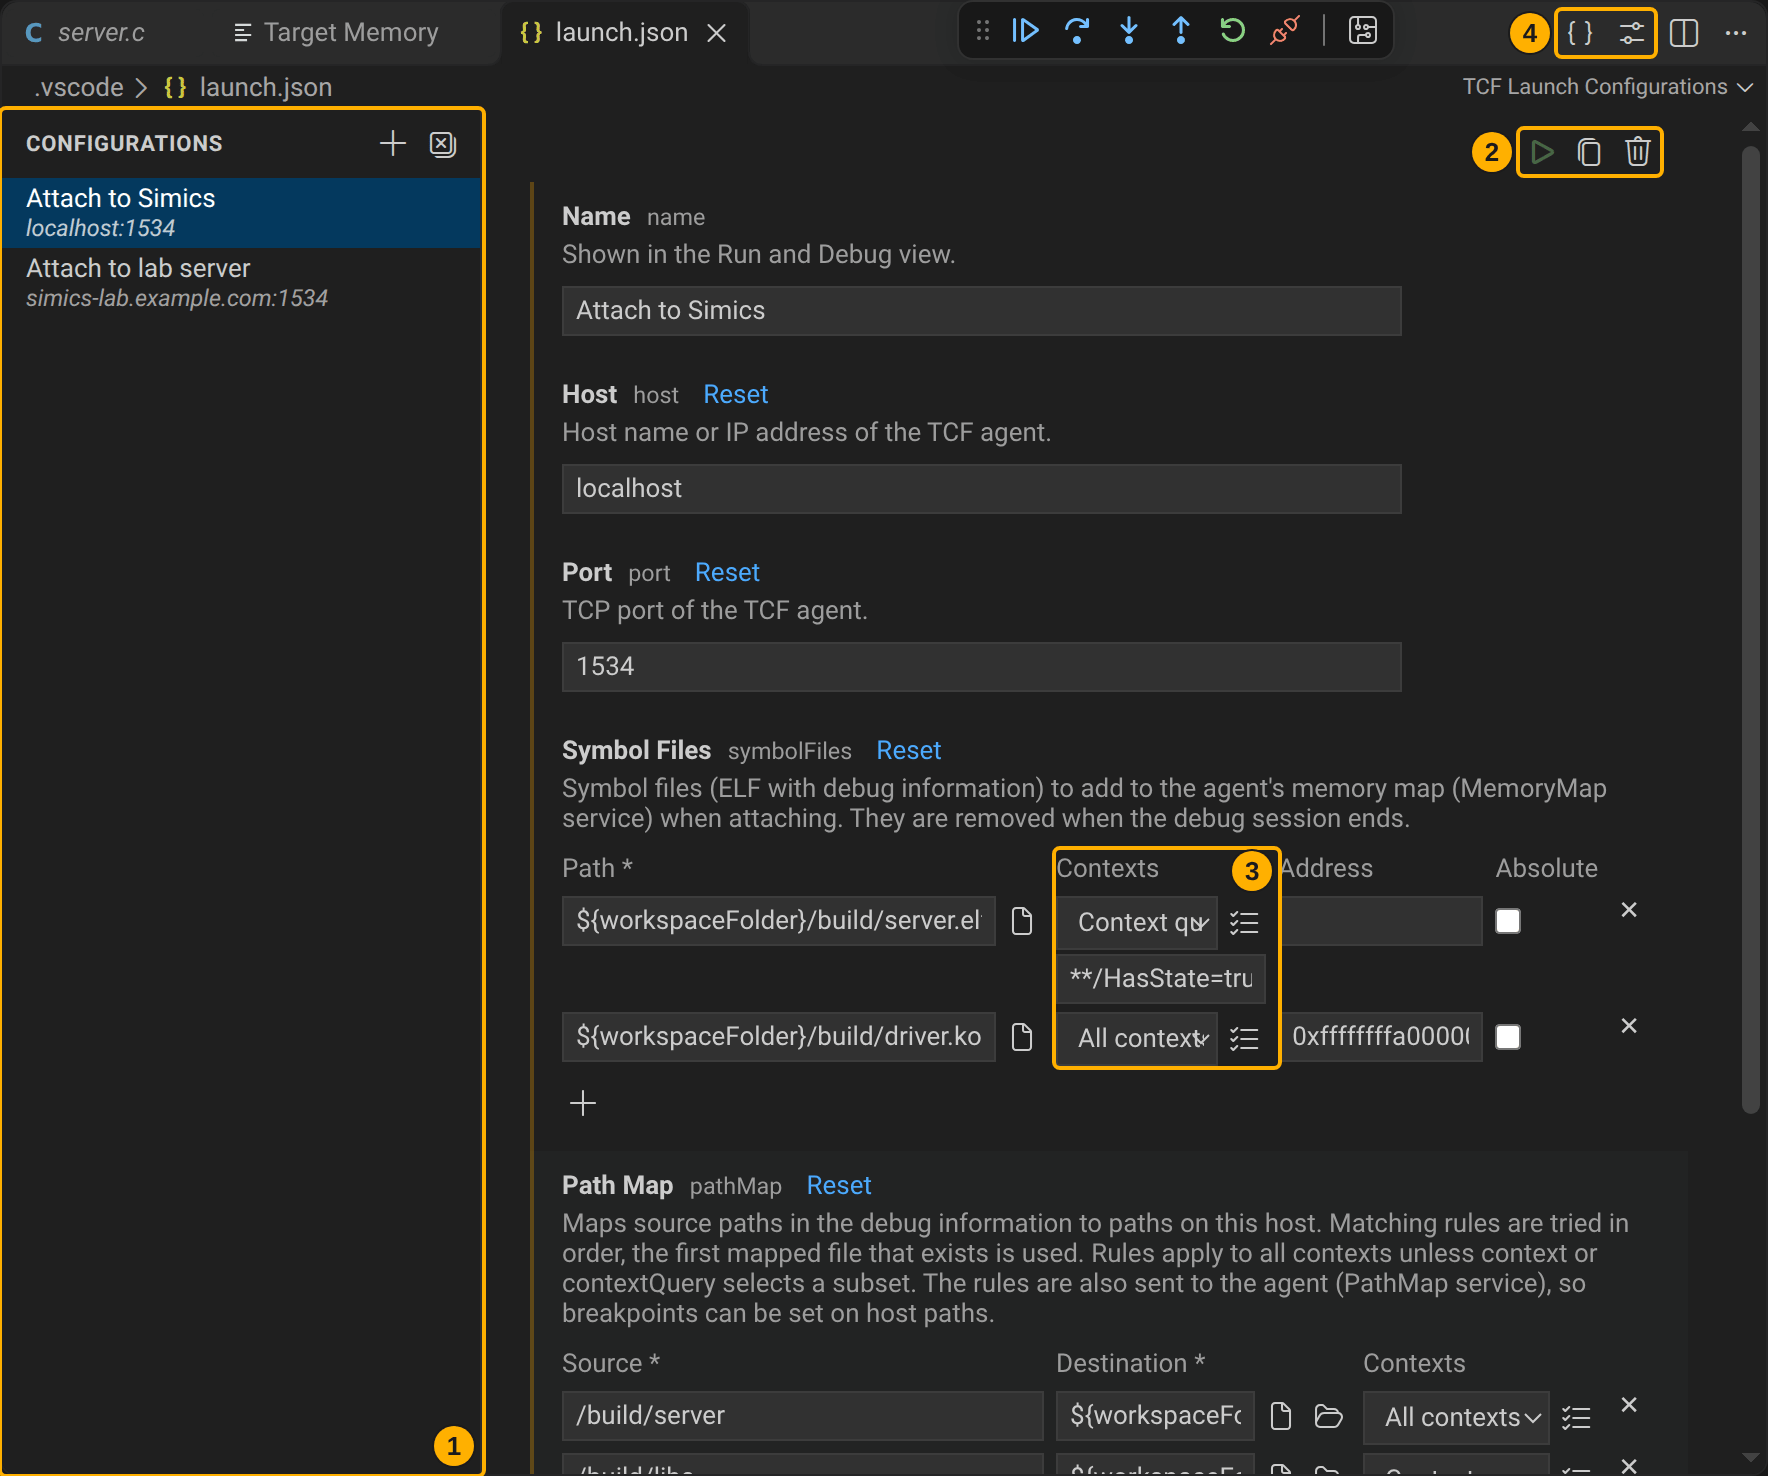 C server.c
Target Memory
{} launch.json
4
{ }
.vscode > {} launch.json
TCF Launch Configurations
CONFIGURATIONS
2
Attach to Simics
localhost:1534
Attach to lab server
simics-lab.example.com:1534
Name name
Shown in the Run and Debug view.
Attach to Simics
Host host Reset
Host name or IP address of the TCF agent.
localhost
Port port Reset
TCP port of the TCF agent.
1534
Symbol Files symbolFiles Reset
Symbol files (ELF with debug information) to add to the agent's memory map (MemoryMap
service) when attaching. They are removed when the debug session ends.
Path * Contexts 3 Address Absolute
${workspaceFolder}/build/server.el Context qu
**/HasState=tru
${workspaceFolder}/build/driver.ko All context 0xffffffffa00000
Path Map pathMap Reset
Maps source paths in the debug information to paths on this host. Matching rules are tried in
order, the first mapped file that exists is used. Rules apply to all contexts unless context or
contextQuery selects a subset. The rules are also sent to the agent (PathMap service), so
breakpoints can be set on host paths.
Source * Destination * Contexts
/build/server ${workspaceFo All contexts
1